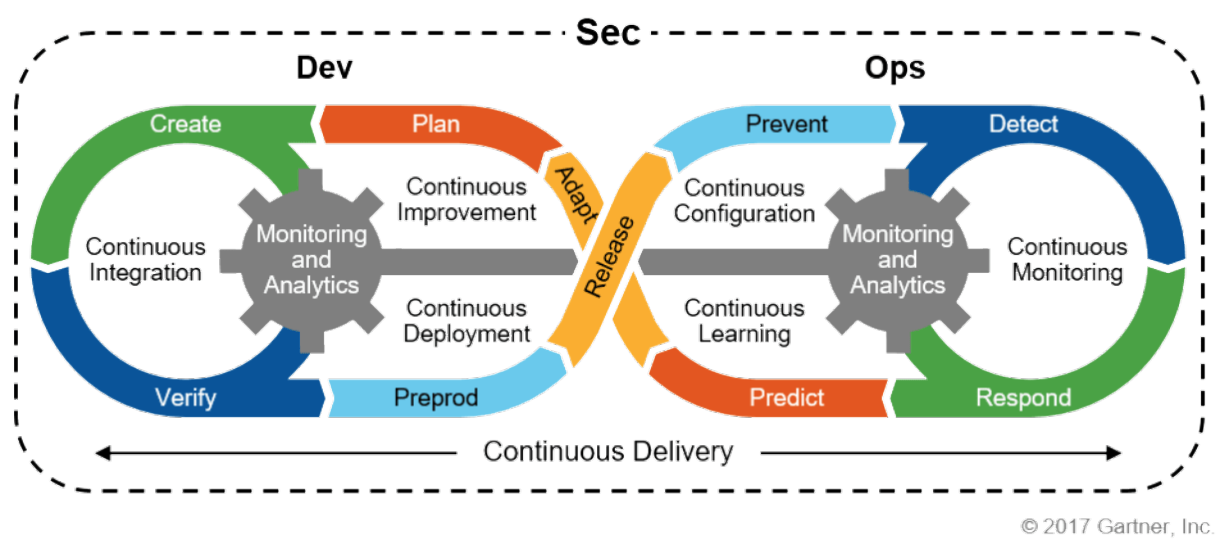 Sec
Dev
Ops
Create
Plan
Prevent
Detect
Adapt
Release
Continuous
Improvement
Continuous
Configuration
Continuous
Integration
Monitoring
and
Analytics
Monitoring
and
Analytics
Continuous
Monitoring
Continuous
Deployment
Continuous
Learning
Verify
Preprod
Predict
Respond
Continuous Delivery
© 2017 Gartner, Inc.